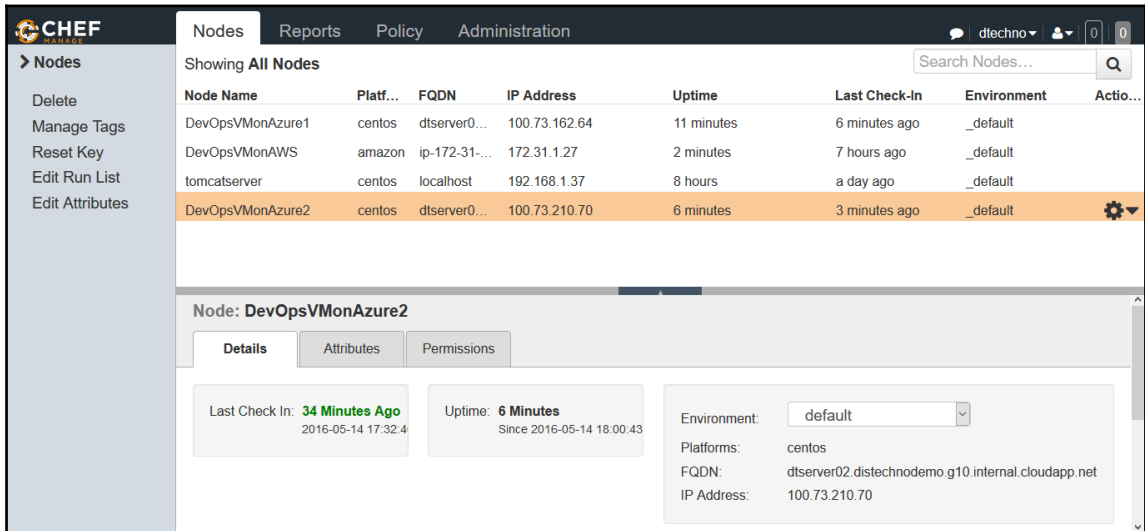 CHEF
MANAGE
Nodes Reports Policy Administration
dtechno 0 0
Nodes
Delete
Manage Tags
Reset Key
Edit Run List
Edit Attributes
Showing All Nodes
Search Nodes...
Node Name Platf... FQDN IP Address Uptime Last Check-In Environment Actio...
DevOpsVMonAzure1 centos dtserver0... 100.73.162.64 11 minutes 6 minutes ago _default
DevOpsVMonAWS amazon ip-172-31-... 172.31.1.27 2 minutes 7 hours ago _default
tomcatserver centos localhost 192.168.1.37 8 hours a day ago _default
DevOpsVMonAzure2 centos dtserver0... 100.73.210.70 6 minutes 3 minutes ago _default
Node: DevOpsVMonAzure2
Details Attributes Permissions
Last Check In: 34 Minutes Ago
2016-05-14 17:32:4
Uptime: 6 Minutes
Since 2016-05-14 18:00:43
Environment: _default
Platforms: centos
FQDN: dtserver02.distechnodemo.g10.internal.cloudapp.net
IP Address: 100.73.210.70